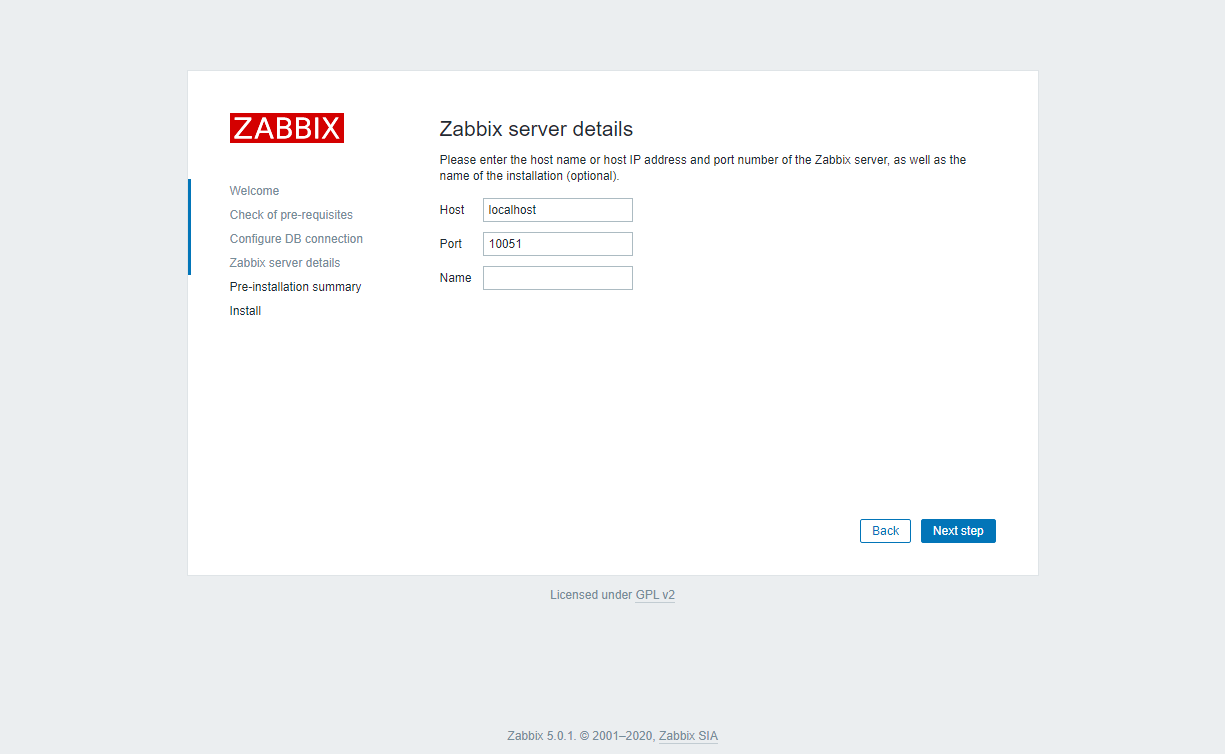 ZABBIX
Welcome
Check of pre-requisites
Configure DB connection
Zabbix server details
Pre-installation summary
Install
Zabbix server details
Please enter the host name or host IP address and port number of the Zabbix server, as well as the
name of the installation (optional).
Host localhost
Port 10051
Name
Back Next step
Licensed under GPL v2
Zabbix 5.0.1. © 2001–2020, Zabbix SIA